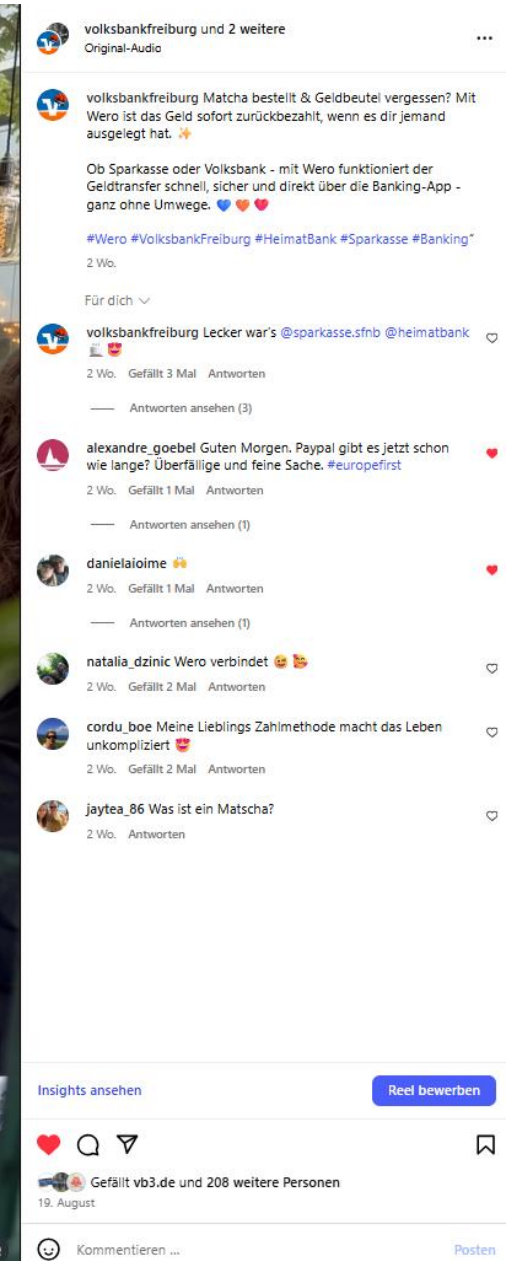 volksbankfreiburg und 2 weitere
Original-Audio
volksbankfreiburg Matcha bestellt & Geldbeutel vergessen? Mit
Wero ist das Geld sofort zurückbezahlt, wenn es dir jemand
ausgelegt hat. ✨
Ob Sparkasse oder Volksbank - mit Wero funktioniert der
Geldtransfer schnell, sicher und direkt über die Banking-App -
ganz ohne Umwege. 💙🧡❤️
#Wero #VolksbankFreiburg #HeimatBank #Sparkasse #Banking"
2 Wo.
Für dich
volksbankfreiburg Lecker war's @sparkasse.sfnb @heimatbank
🍵😍
2 Wo. Gefällt 3 Mal Antworten
Antworten ansehen (3)
alexandre_goebel Guten Morgen. Paypal gibt es jetzt schon
wie lange? Überfällige und feine Sache. #europefirst
2 Wo. Gefällt 1 Mal Antworten
Antworten ansehen (1)
danielaioime 🙌
2 Wo. Gefällt 1 Mal Antworten
Antworten ansehen (1)
natalia_dzinic Wero verbindet 😄🥰
2 Wo. Gefällt 2 Mal Antworten
cordu_boe Meine Lieblings Zahlmethode macht das Leben
unkompliziert 😍
2 Wo. Gefällt 2 Mal Antworten
jaytea_86 Was ist ein Matscha?
2 Wo. Antworten
Insights ansehen
Reel bewerben
Gefällt vb3.de und 208 weitere Personen
19. August
Kommentieren ...
Posten